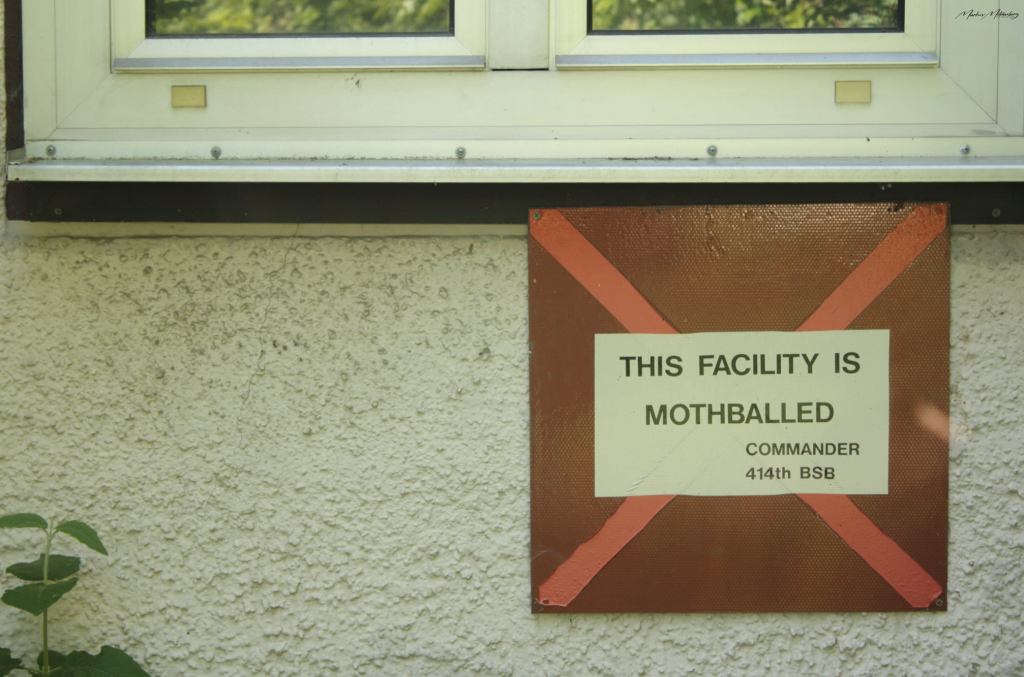 THIS FACILITY IS
MOTHBALLED
COMMANDER
414th BSB